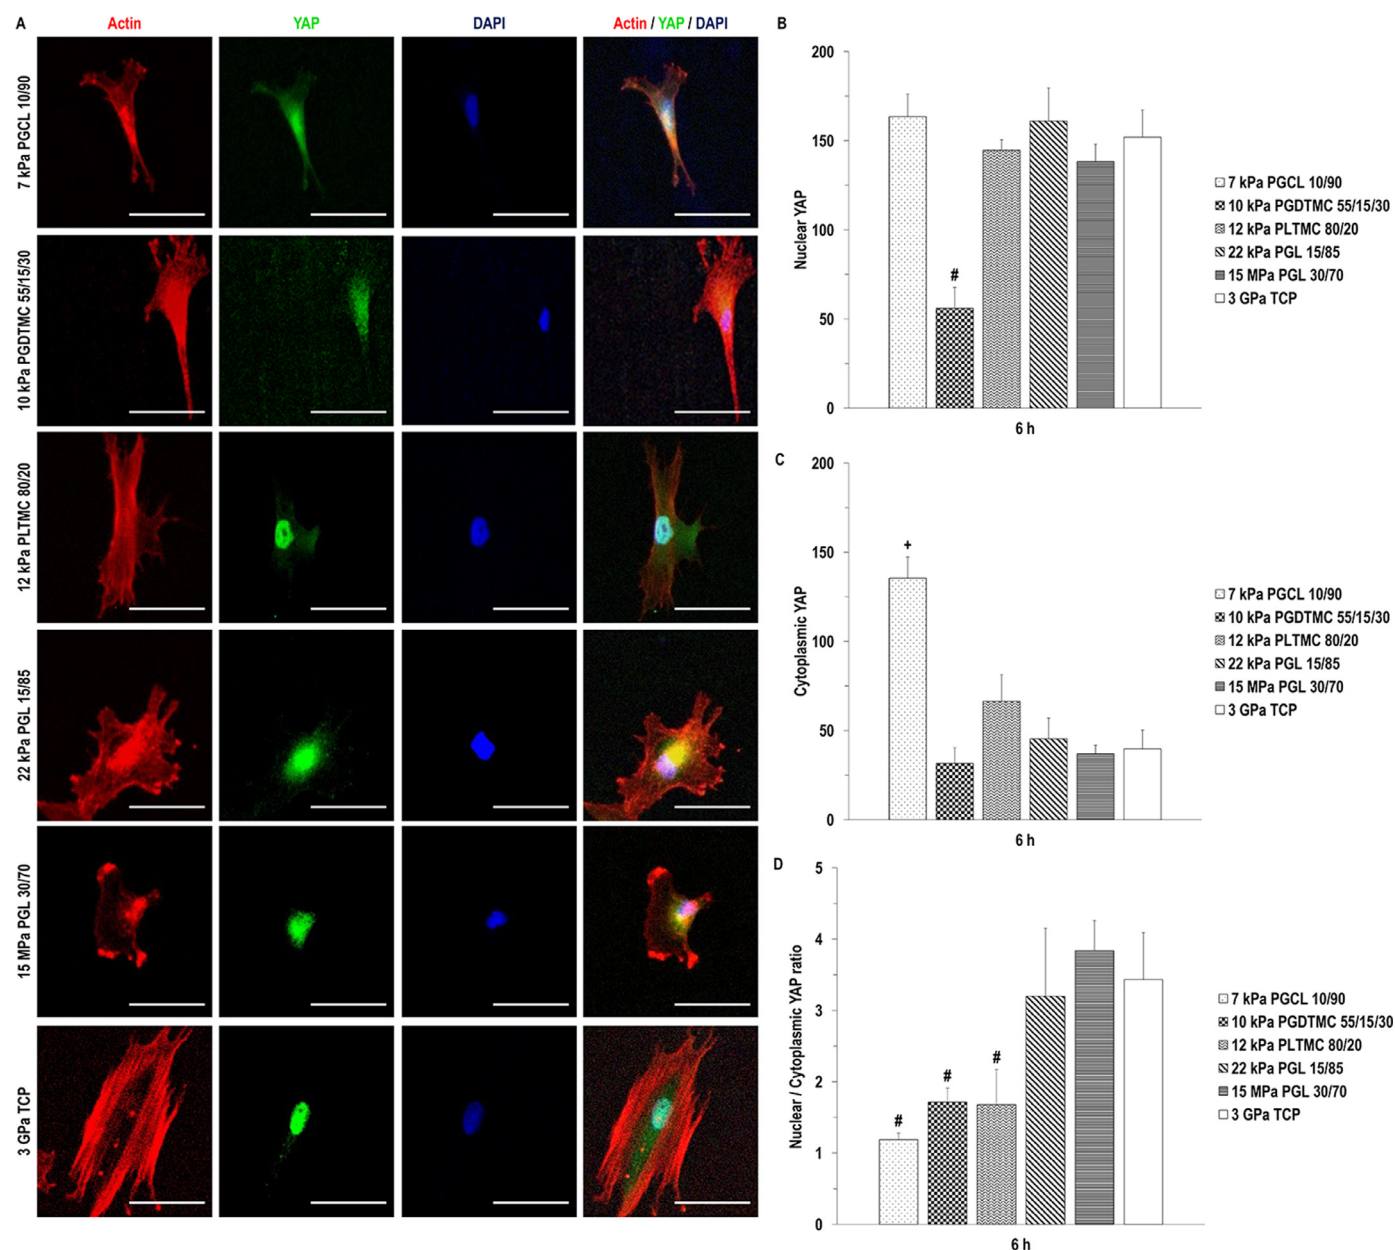 A
Actin
YAP
DAPI
Actin / YAP / DAPI
7 kPa PGCL 10/90
10 kPa PGDTMC 55/15/30
12 kPa PLTMC 80/20
22 kPa PGL 15/85
15 MPa PGL 30/70
3 GPa TCP
B
200
150
100
50
0
Nuclear YAP
#
6 h
7 kPa PGCL 10/90
10 kPa PGDTMC 55/15/30
12 kPa PLTMC 80/20
22 kPa PGL 15/85
15 MPa PGL 30/70
3 GPa TCP
C
200
150
100
50
0
Cytoplasmic YAP
+
6 h
7 kPa PGCL 10/90
10 kPa PGDTMC 55/15/30
12 kPa PLTMC 80/20
22 kPa PGL 15/85
15 MPa PGL 30/70
3 GPa TCP
D
5
4
3
2
1
0
Nuclear / Cytoplasmic YAP ratio
#
#
#
6 h
7 kPa PGCL 10/90
10 kPa PGDTMC 55/15/30
12 kPa PLTMC 80/20
22 kPa PGL 15/85
15 MPa PGL 30/70
3 GPa TCP